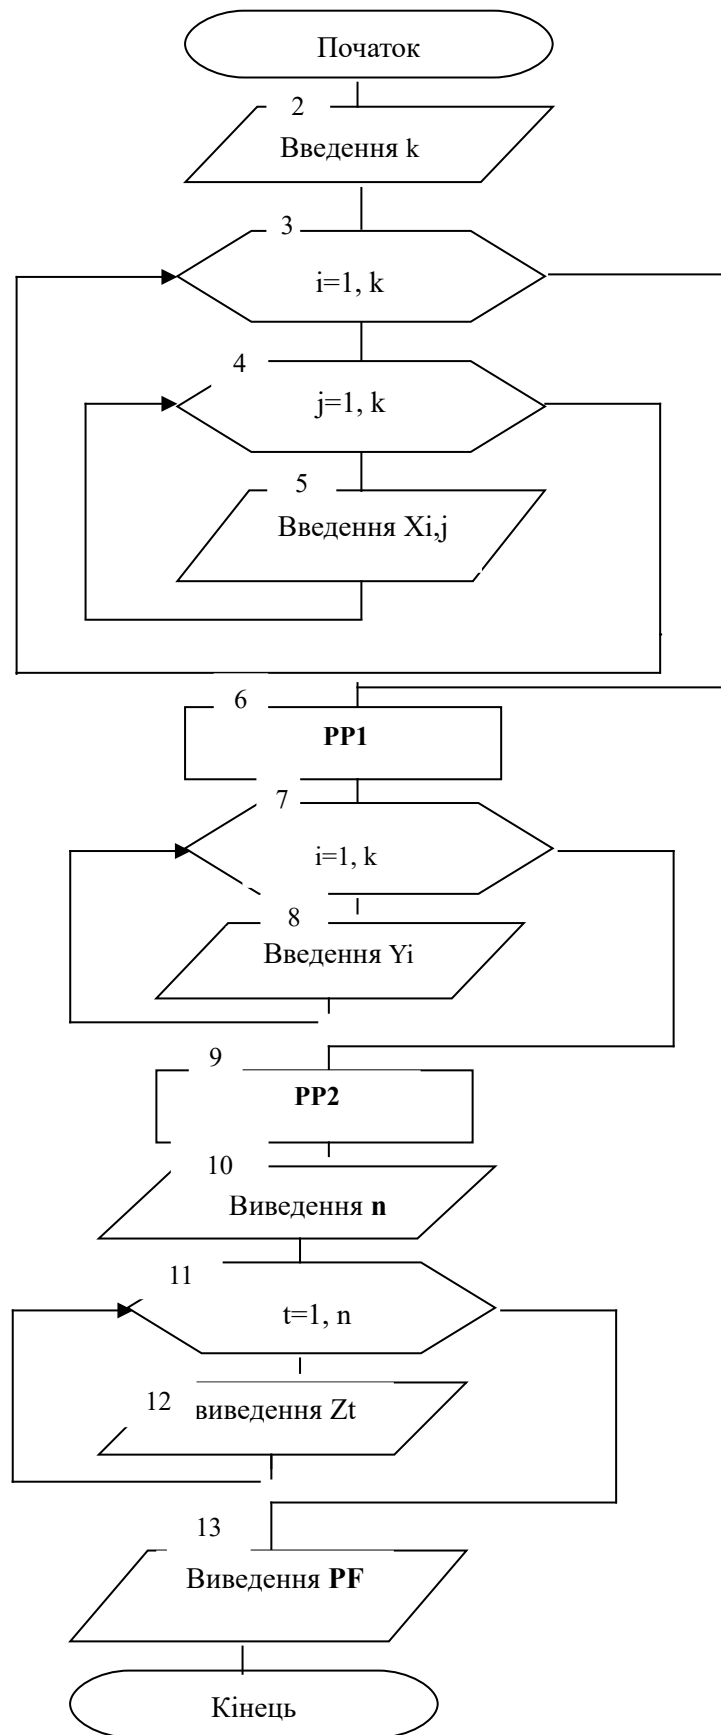 Початок
2
Введення k
3
i=1, k
4
j=1, k
5
Введення Xi,j
6
PP1
7
i=1, k
8
Введення Yi
9
PP2
10
Виведення n
11
t=1, n
12
виведення Zt
13
Виведення PF
Кінець